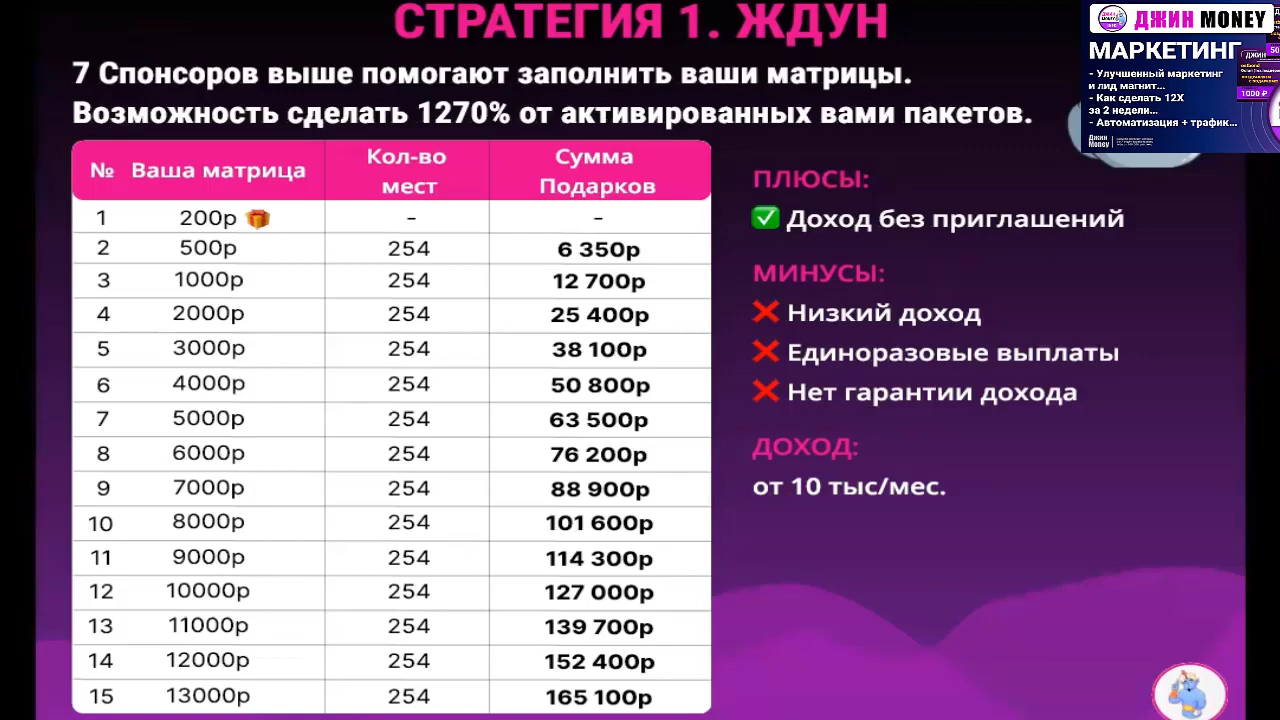 СТРАТЕГИЯ 1. ЖДУН
7 Спонсоров выше помогают заполнить ваши матрицы.
Возможность сделать 1270% от активированных вами пакетов.
№ Ваша матрица Кол-во мест Сумма Подарков
1 200р - -
2 500р 254 6 350р
3 1000р 254 12 700р
4 2000р 254 25 400р
5 3000р 254 38 100р
6 4000р 254 50 800р
7 5000р 254 63 500р
8 6000р 254 76 200р
9 7000р 254 88 900р
10 8000р 254 101 600р
11 9000р 254 114 300р
12 10000р 254 127 000р
13 11000р 254 139 700р
14 12000р 254 152 400р
15 13000р 254 165 100р
ПЛЮСЫ:
Доход без приглашений
МИНУСЫ:
Низкий доход
Единоразовые выплаты
Нет гарантии дохода
ДОХОД:
от 10 тыс/мес.
ДЖИН MONEY
МАРКЕТИНГ
- Улучшенный маркетинг
и лид магнит...
- Как сделать 12Х
за 2 недели...
- Автоматизация + трафик...
Джин
Money
джин
50
1000 ₽